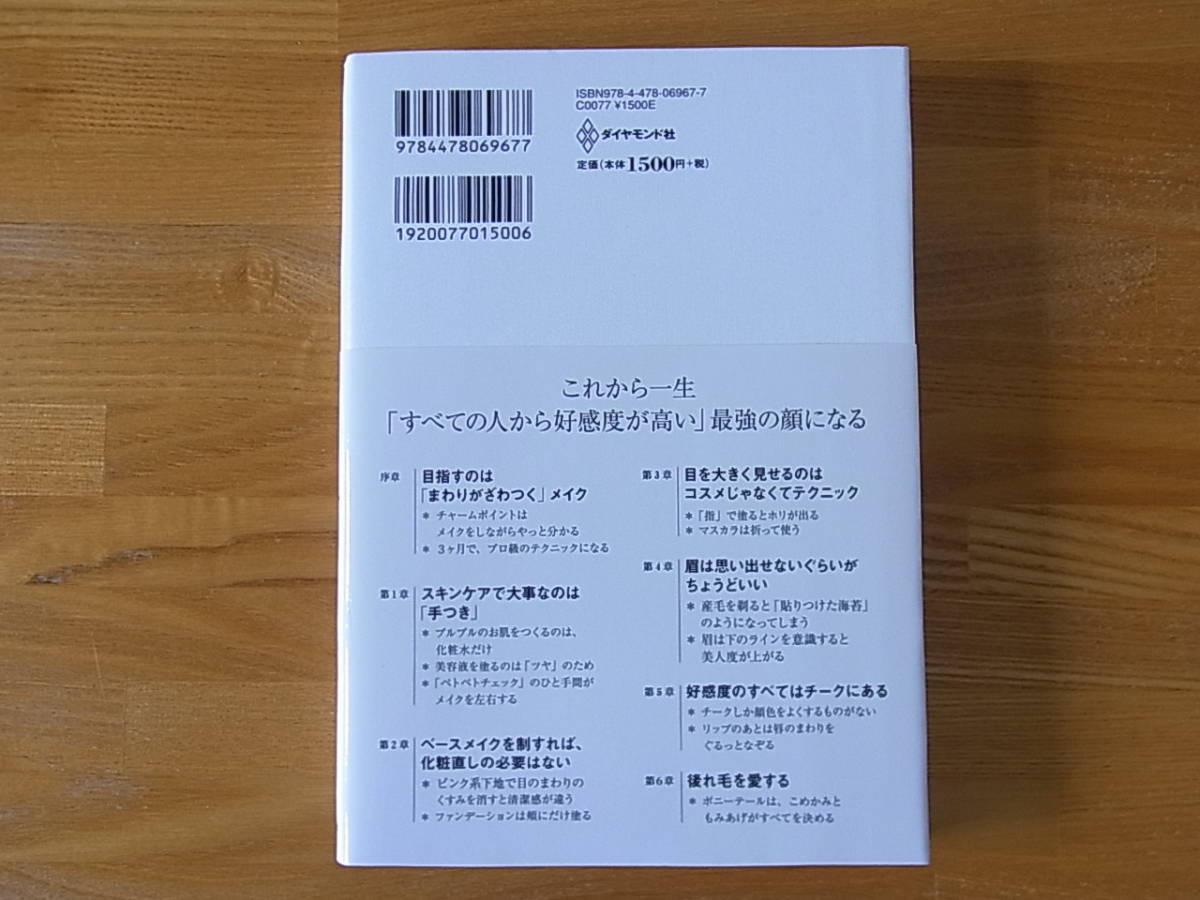 9784478069677
1920077015006
ISBN978-4-478-06967-7
C0077 ¥1500E
ダイヤモンド社
定価(本体1500円+税)
これから一生
「すべての人から好感度が高い」最強の顔になる
序章
目指すのは
「まわりがざわつく」メイク
* チャームポイントは
メイクをしながらやっと分かる
* 3ヶ月で、プロ級のテクニックになる
第1章
スキンケアで大事なのは
「手つき」
* プルプルのお肌をつくるのは、
化粧水だけ
* 美容液を塗るのは「ツヤ」のため
* 「ペトペトチェック」のひと手間が
メイクを左右する
第2章
ベースメイクを制すれば、
化粧直しの必要はない
* ピンク系下地で目のまわりの
くすみを消すと清潔感が違う
* ファンデーションは頰にだけ塗る
第3章
目を大きく見せるのは
コスメじゃなくてテクニック
* 「指」で塗るとホリが出る
* マスカラは折って使う
第4章
眉は思い出せないぐらいが
ちょうどいい
* 産毛を剃ると「貼りつけた海苔」
のようになってしまう
* 眉は下のラインを意識すると
美人度が上がる
第5章
好感度のすべてはチークにある
* チークしか顔色をよくするものがない
* リップのあとは唇のまわりを
ぐるっとなぞる
第6章
後れ毛を愛する
* ポニーテールは、こめかみと
もみあげがすべてを決める